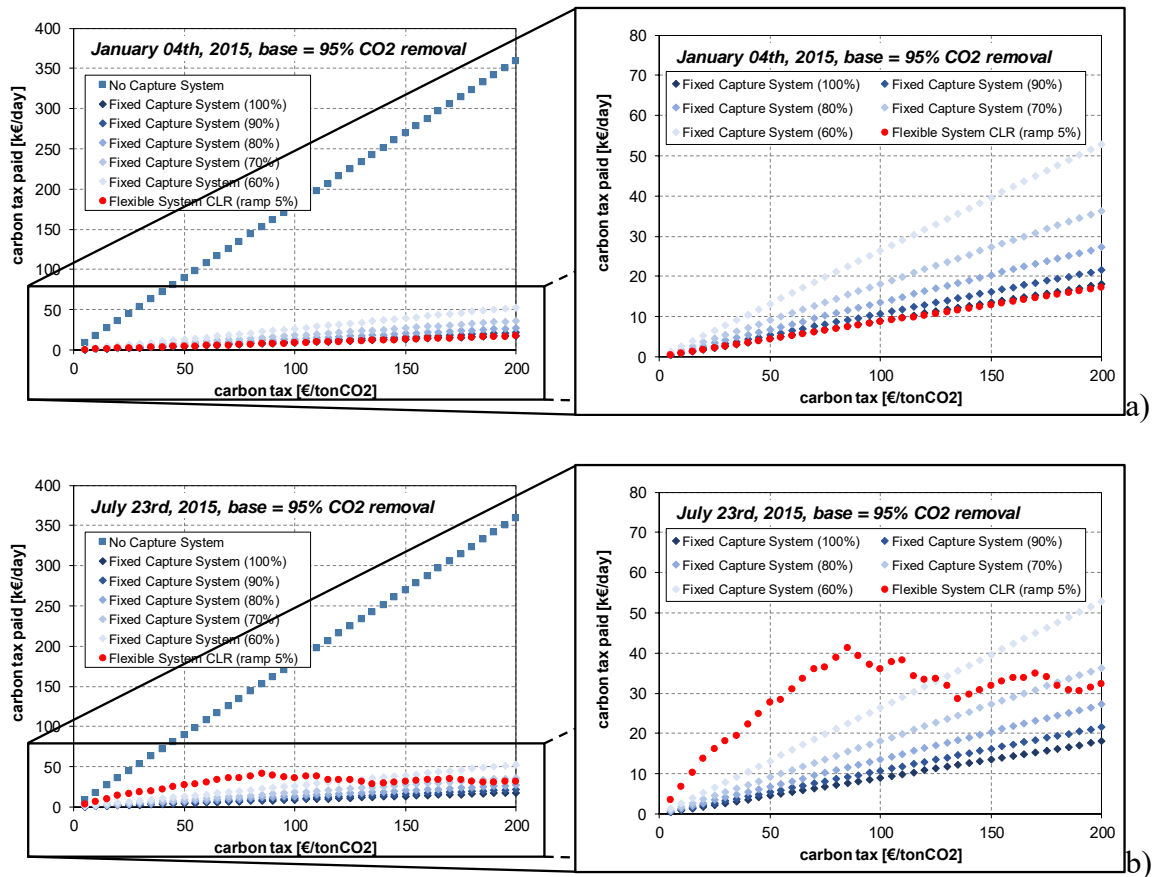 400
350
300
250
200
150
100
50
0
carbon tax paid [k€/day]
January 04th, 2015, base = 95% CO2 removal
No Capture System
Fixed Capture System (100%)
Fixed Capture System (90%)
Fixed Capture System (80%)
Fixed Capture System (70%)
Fixed Capture System (60%)
Flexible System CLR (ramp 5%)
0 50 100 150 200
carbon tax [€/tonCO2]
80
70
60
50
40
30
20
10
0
carbon tax paid [k€/day]
January 04th, 2015, base = 95% CO2 removal
Fixed Capture System (100%) Fixed Capture System (90%)
Fixed Capture System (80%) Fixed Capture System (70%)
Fixed Capture System (60%) Flexible System CLR (ramp 5%)
0 50 100 150 200
carbon tax [€/tonCO2]
a)
400
350
300
250
200
150
100
50
0
carbon tax paid [k€/day]
July 23rd, 2015, base = 95% CO2 removal
No Capture System
Fixed Capture System (100%)
Fixed Capture System (90%)
Fixed Capture System (80%)
Fixed Capture System (70%)
Fixed Capture System (60%)
Flexible System CLR (ramp 5%)
0 50 100 150 200
carbon tax [€/tonCO2]
80
70
60
50
40
30
20
10
0
carbon tax paid [k€/day]
July 23rd, 2015, base = 95% CO2 removal
Fixed Capture System (100%) Fixed Capture System (90%)
Fixed Capture System (80%) Fixed Capture System (70%)
Fixed Capture System (60%) Flexible System CLR (ramp 5%)
0 50 100 150 200
carbon tax [€/tonCO2]
b)